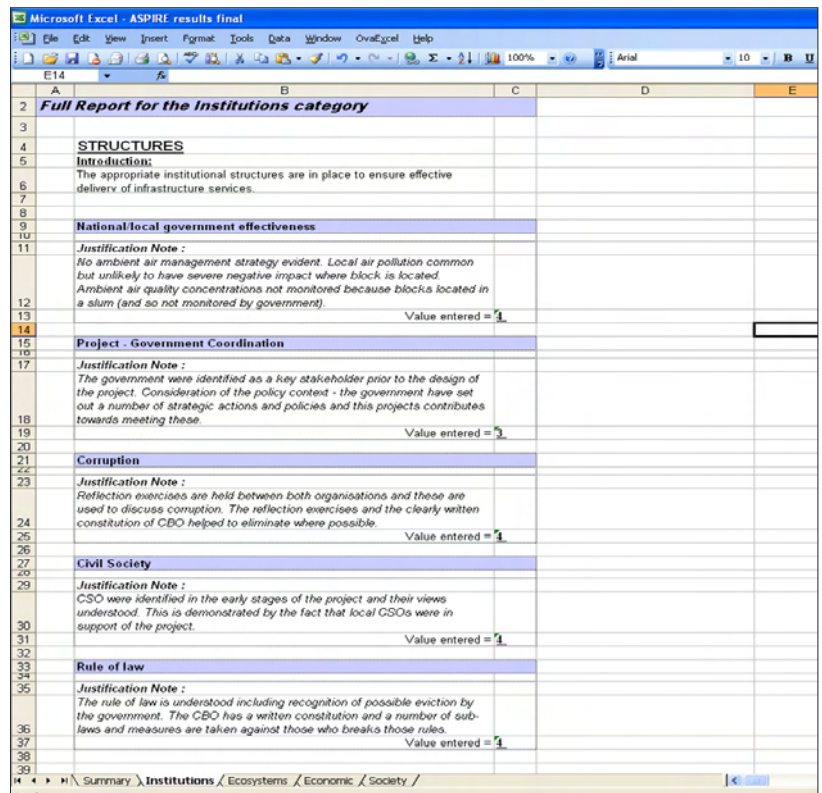 Microsoft Excel - ASPIRE results final
File Edit View Insert Format Tools Data Window OvaExcel Help
100% Arial 10 B U
E14 fx
A B C D E
2 Full Report for the Institutions category
3
4 STRUCTURES
5 Introduction:
The appropriate institutional structures are in place to ensure effective
6 delivery of infrastructure services.
7
8
9 National/local government effectiveness
10
11 Justification Note :
No ambient air management strategy evident. Local air pollution common
but unlikely to have severe negative impact where block is located.
Ambient air quality concentrations not monitored because blocks located in
12 a slum (and so not monitored by government).
13 Value entered = 4
14
15 Project - Government Coordination
16
17 Justification Note :
The government were identified as a key stakeholder prior to the design of
the project. Consideration of the policy context - the government have set
out a number of strategic actions and policies and this projects contributes
18 towards meeting these.
19 Value entered = 3
20
21 Corruption
22
23 Justification Note :
Reflection exercises are held between both organisations and these are
used to discuss corruption. The reflection exercises and the clearly written
24 constitution of CBO helped to eliminate where possible.
25 Value entered = 4
26
27 Civil Society
28
29 Justification Note :
CSO were identified in the early stages of the project and their views
understood. This is demonstrated by the fact that local CSOs were in
30 support of the project.
31 Value entered = 4
32
33 Rule of law
34
35 Justification Note :
The rule of law is understood including recognition of possible eviction by
the government. The CBO has a written constitution and a number of sub-
36 laws and measures are taken against those who breaks those rules.
37 Value entered = 4
38
39
Summary Institutions Ecosystems Economic Society